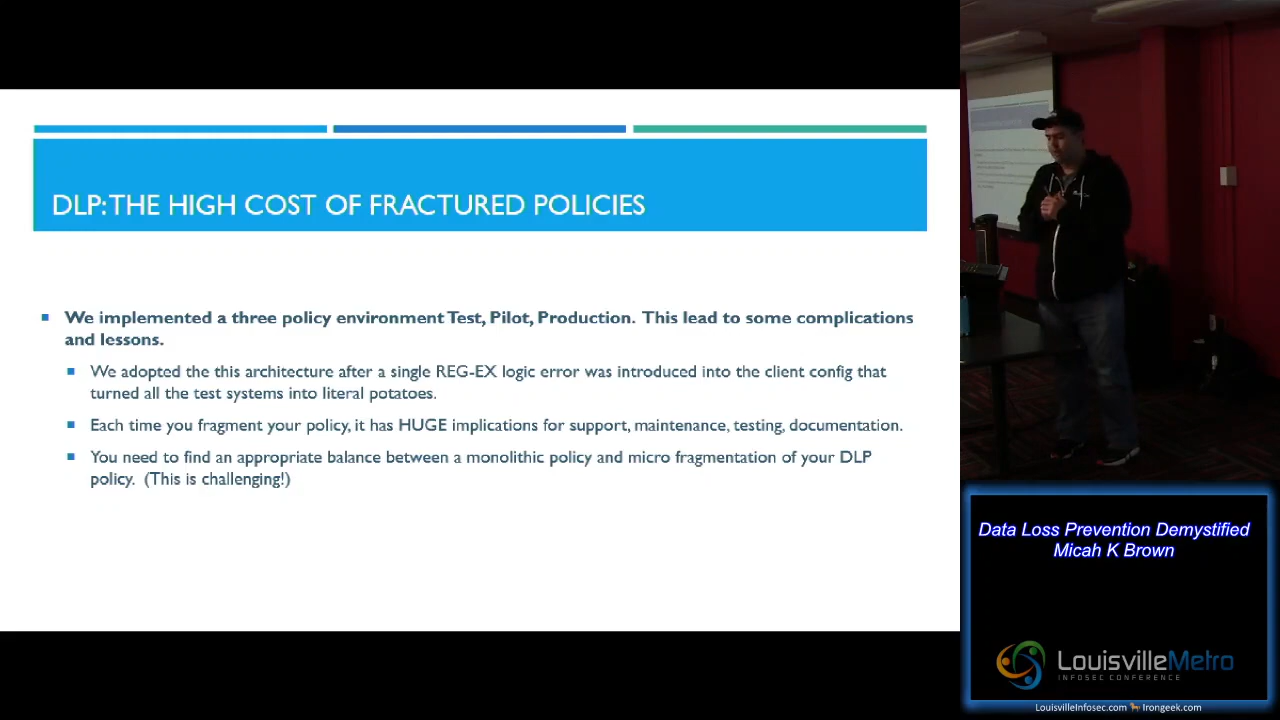 DLP: THE HIGH COST OF FRACTURED POLICIES
We implemented a three policy environment Test, Pilot, Production. This lead to some complications
and lessons.
We adopted the this architecture after a single REG-EX logic error was introduced into the client config that
turned all the test systems into literal potatoes.
Each time you fragment your policy, it has HUGE implications for support, maintenance, testing, documentation.
You need to find an appropriate balance between a monolithic policy and micro fragmentation of your DLP
policy. (This is challenging!)
Data Loss Prevention Demystified
Micah K Brown
LouisvilleMetro
INFOSEC CONFERENCE
LouisvilleInfosec.com Irongeek.com